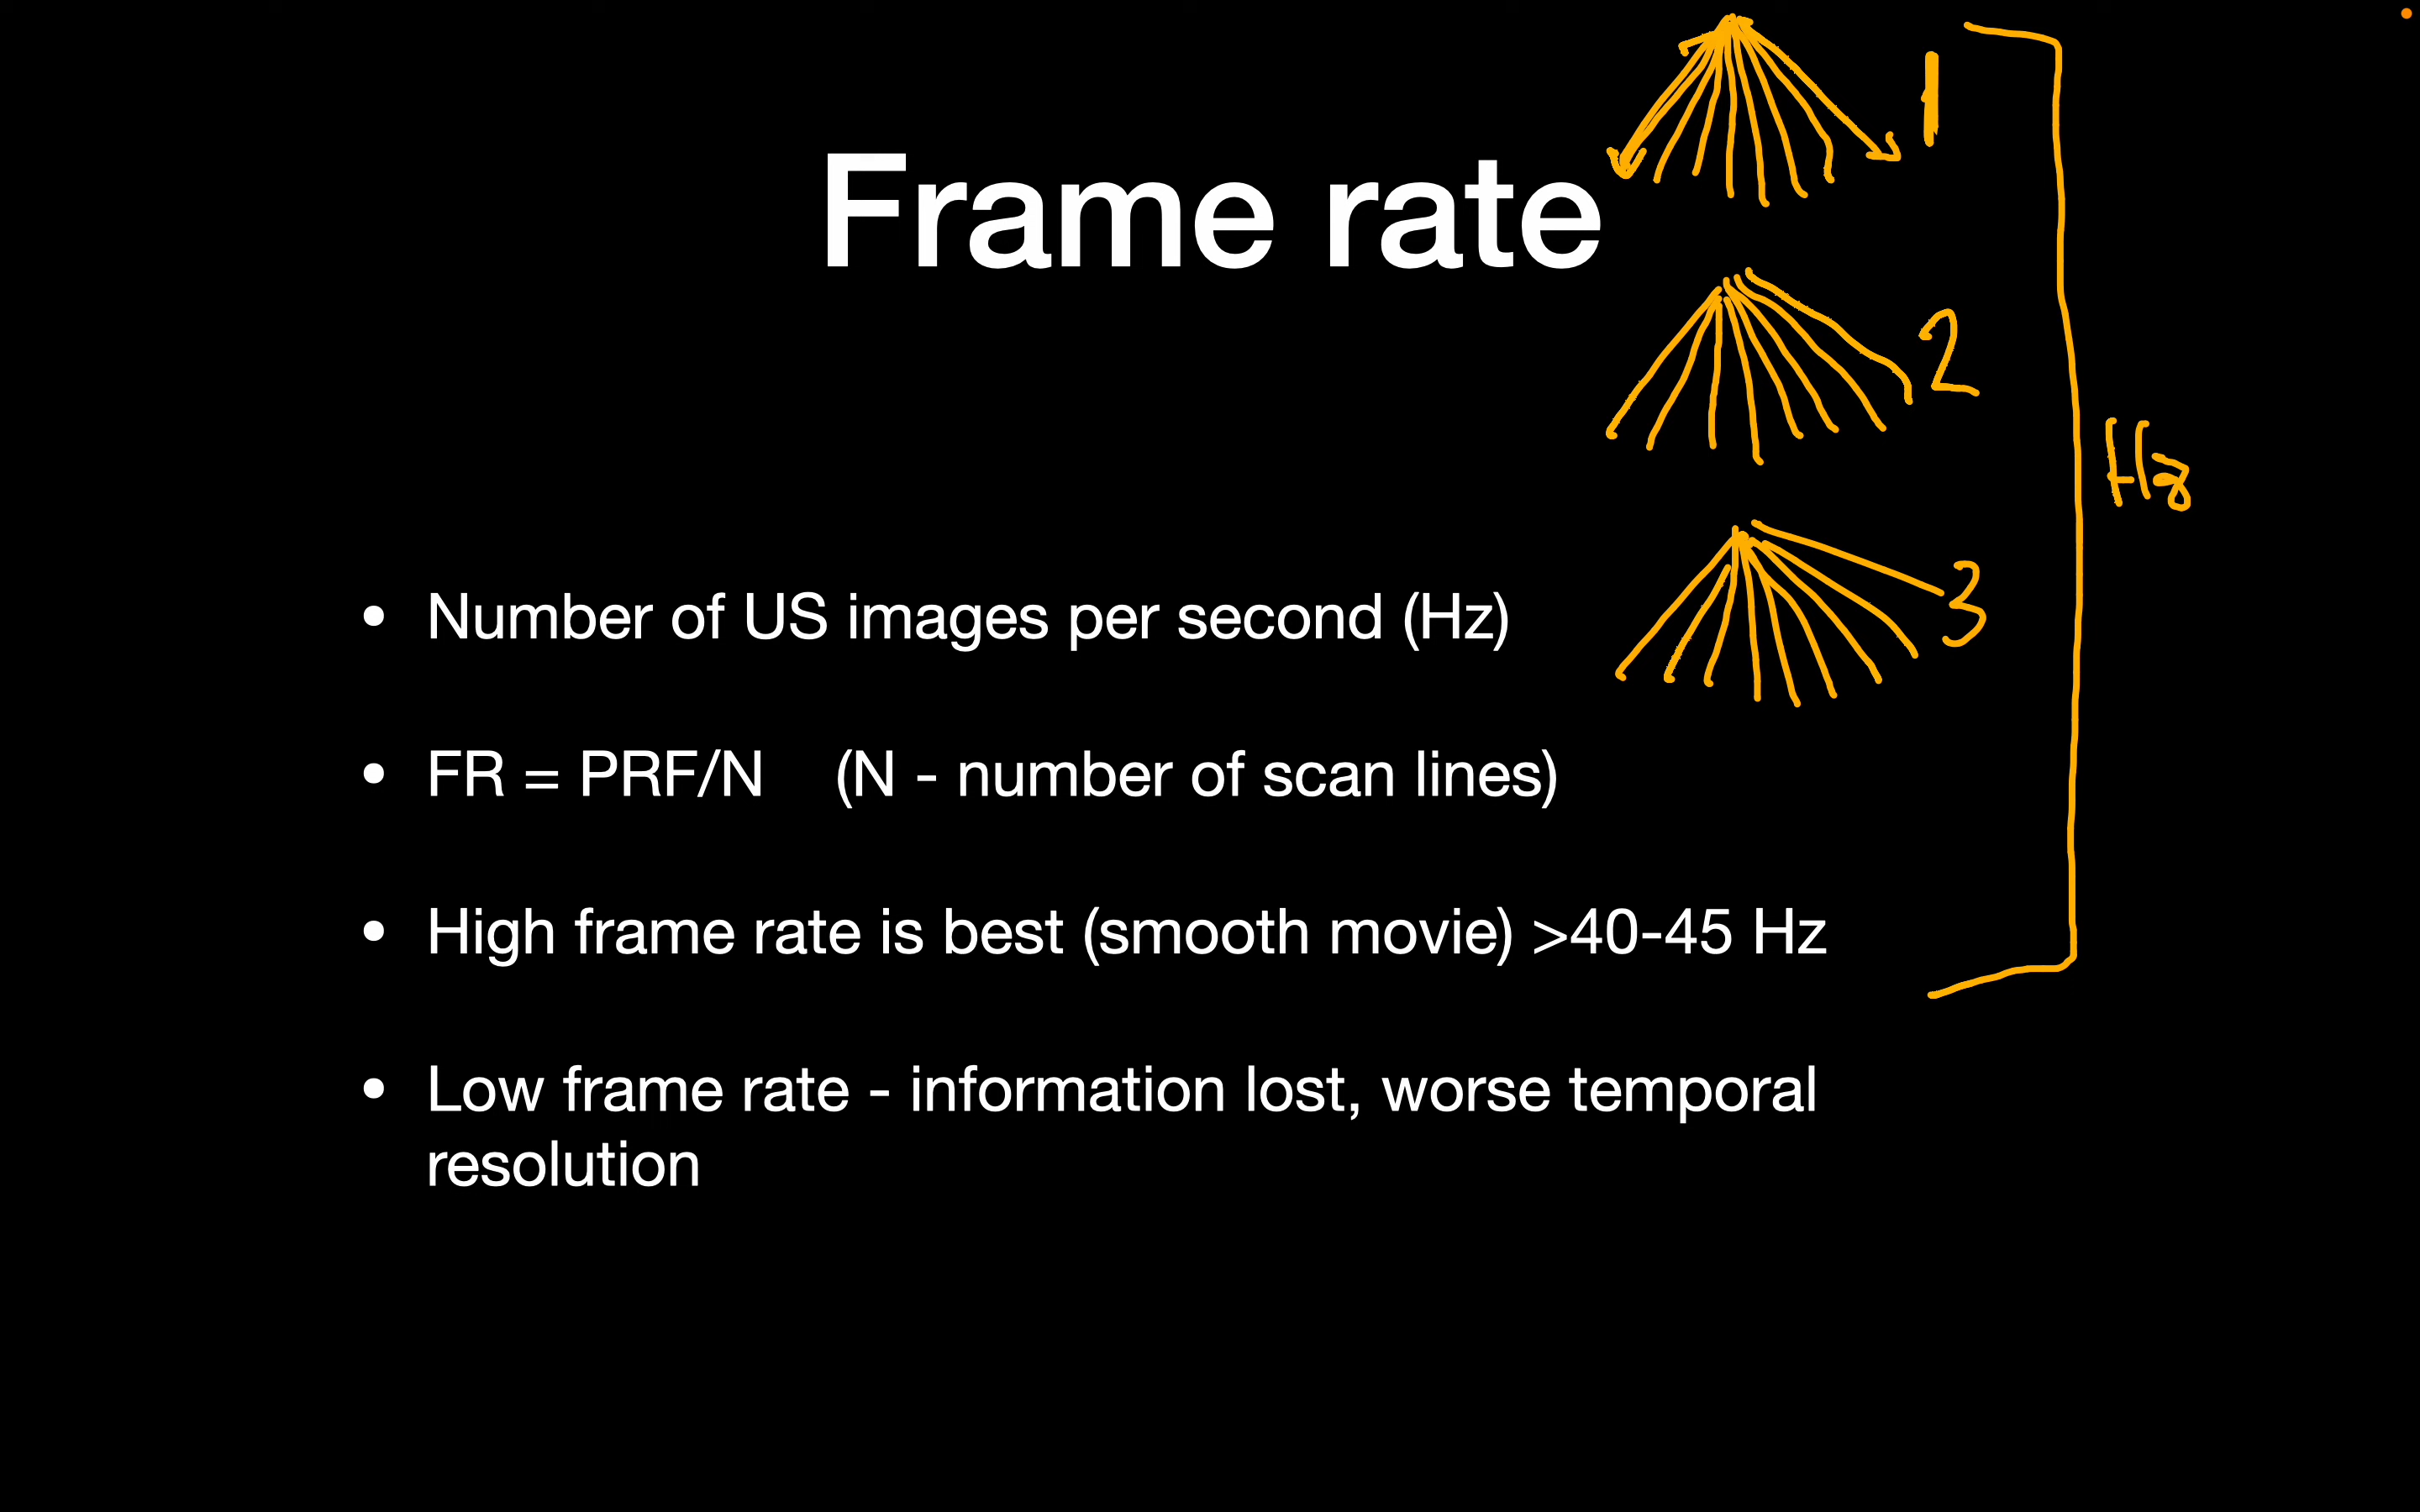 Frame rate
1
2
Hz
3
• Number of US images per second (Hz)
• FR = PRF/N (N - number of scan lines)
• High frame rate is best (smooth movie) >40-45 Hz
• Low frame rate - information lost, worse temporal
resolution